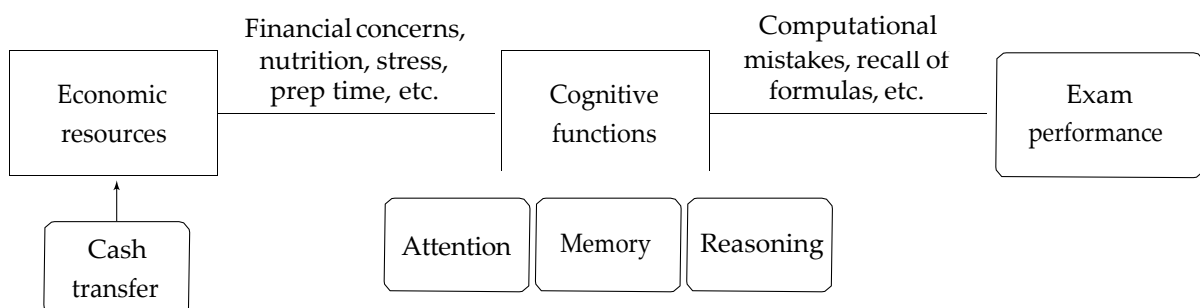 Economic
resources
Financial concerns,
nutrition, stress,
prep time, etc.
Cognitive
functions
Computational
mistakes, recall of
formulas, etc.
Exam
performance
Cash
transfer
Attention
Memory
Reasoning